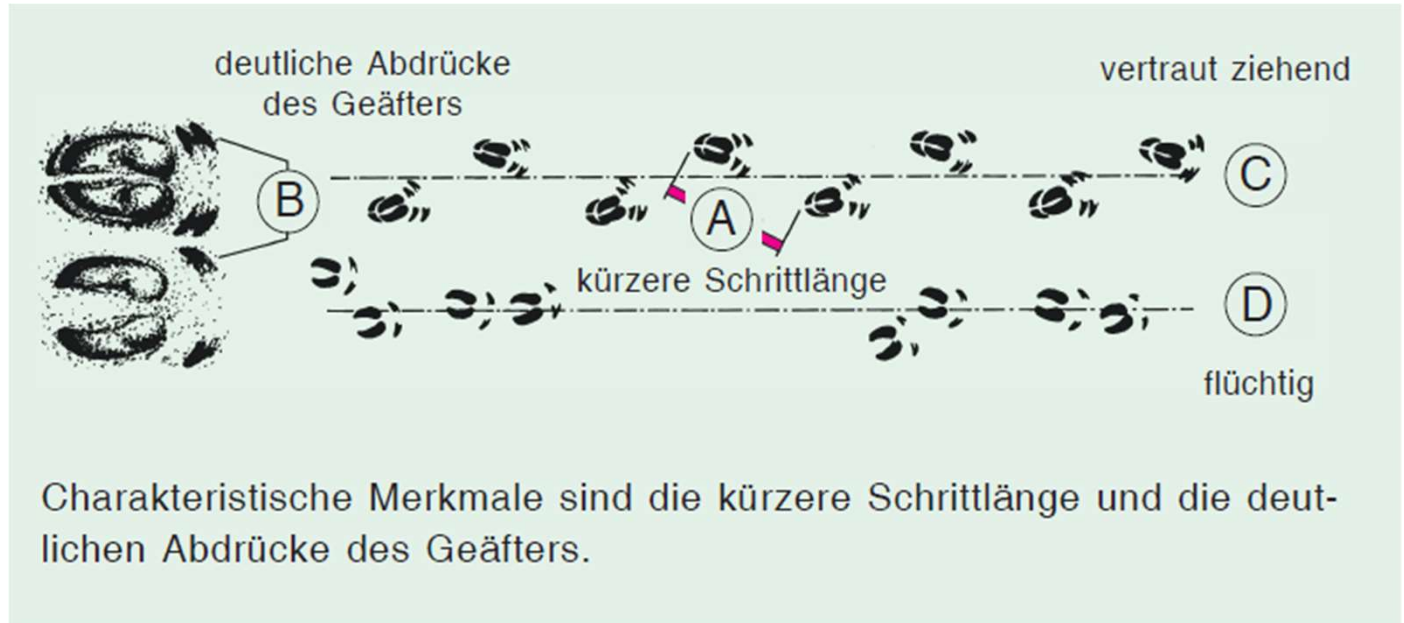 deutliche Abdrücke
des Geäfters
vertraut ziehend
B
A
C
kürzere Schrittlänge
D
flüchtig
Charakteristische Merkmale sind die kürzere Schrittlänge und die deut-
lichen Abdrücke des Geäfters.